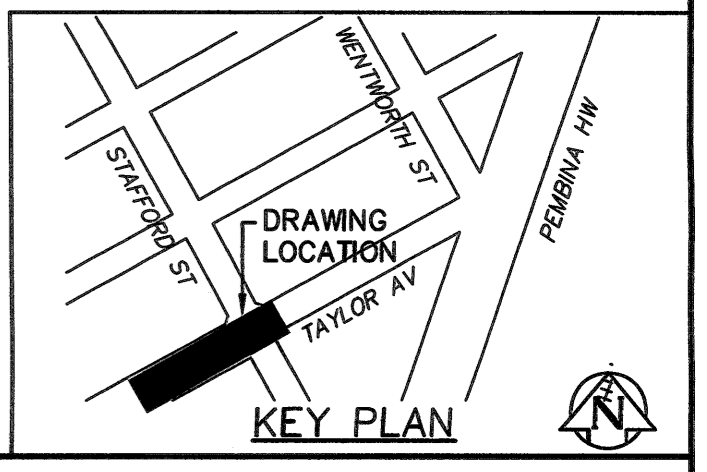 WENTWORTH ST
PEMBINA HW
STAFFORD ST
DRAWING
LOCATION
TAYLOR AV
KEY PLAN
N